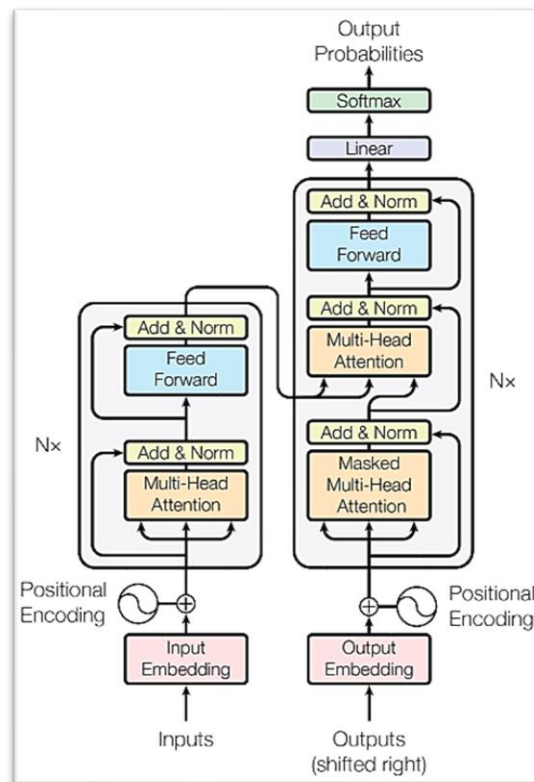 Output
Probabilities
Softmax
Linear
Add & Norm
Feed
Forward
Add & Norm
Multi-Head
Attention
Nx
Add & Norm
Masked
Multi-Head
Attention
Add & Norm
Feed
Forward
Nx
Add & Norm
Multi-Head
Attention
Positional
Encoding
Positional
Encoding
Input
Embedding
Output
Embedding
Inputs
Outputs
(shifted right)